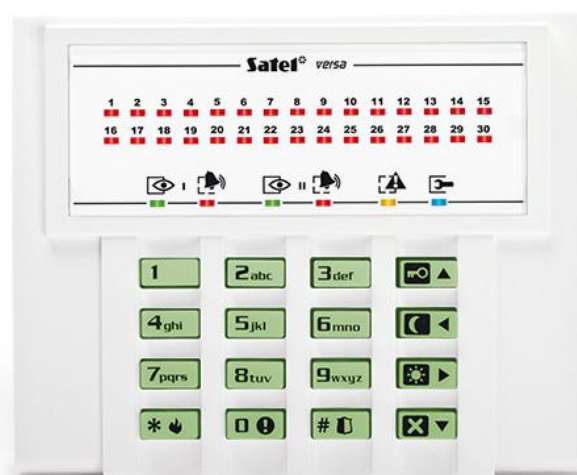 Satel versa
1 2 3 4 5 6 7 8 9 10 11 12 13 14 15
16 17 18 19 20 21 22 23 24 25 26 27 28 29 30
I II
1 2abc 3def
4ghi 5jkl 6mno
7pqrs 8tuv 9wxyz
* 0 #